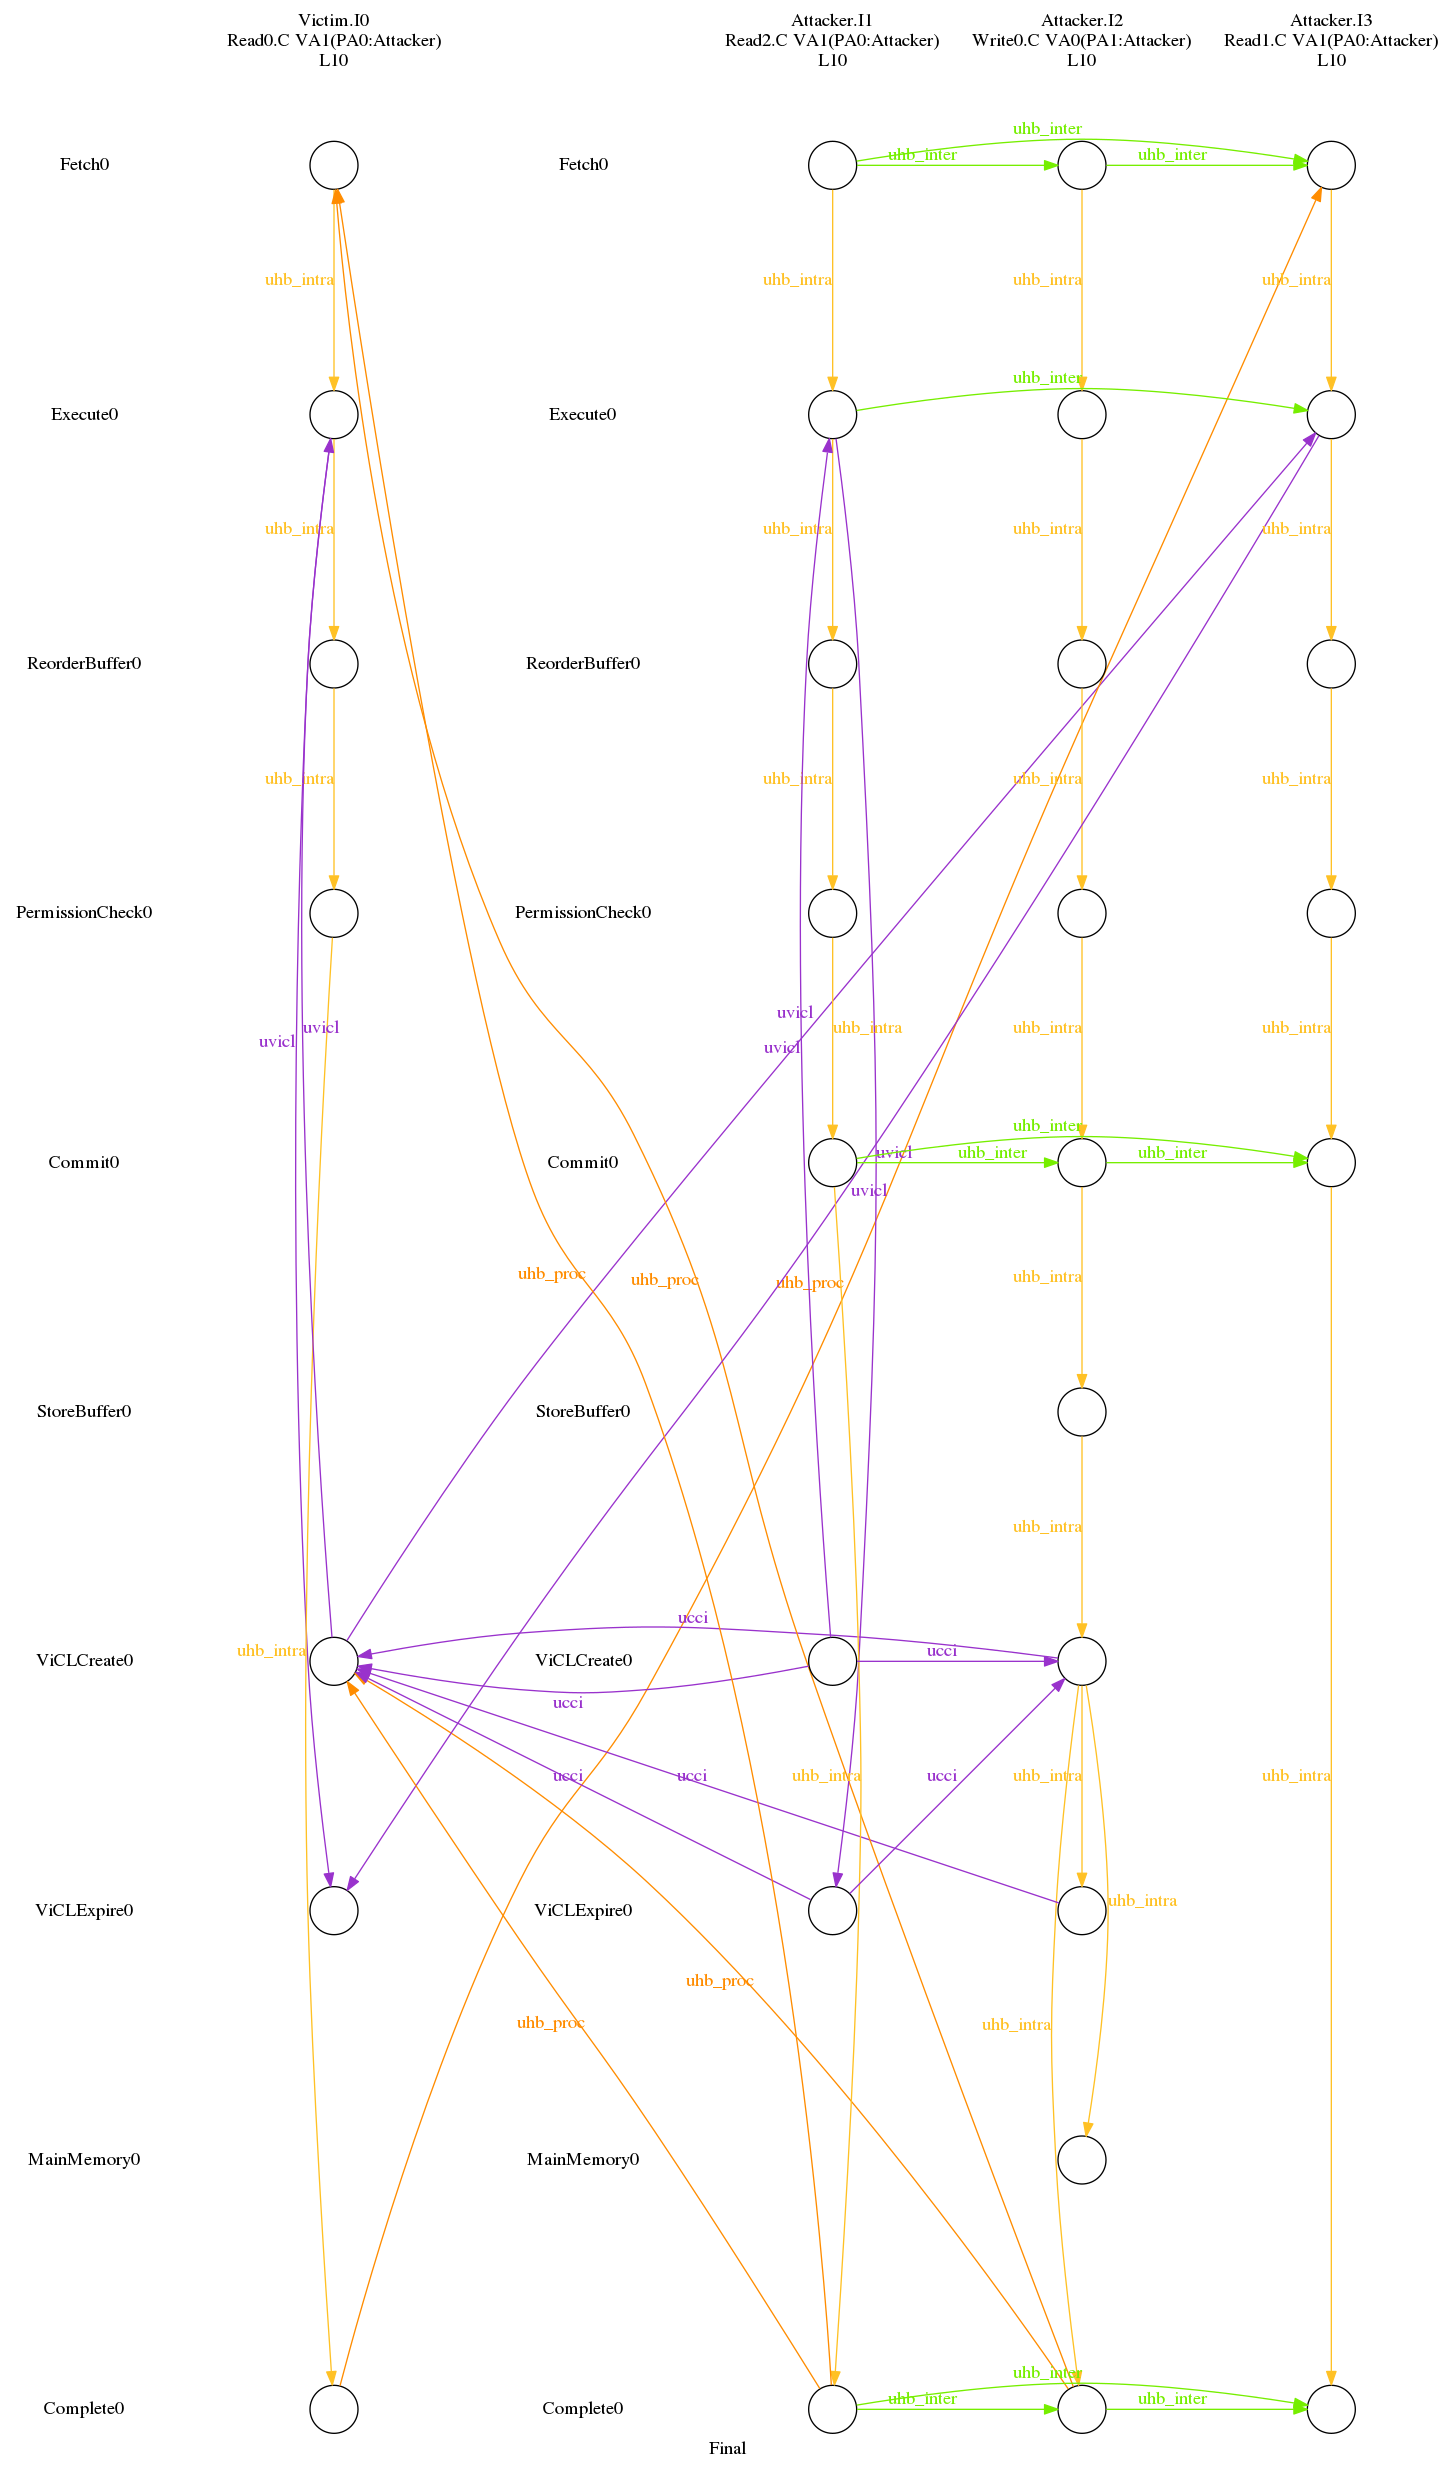 Victim.I0
Read0.C VA1(PA0:Attacker)
L10
Attacker.I1
Read2.C VA1(PA0:Attacker)
L10
Attacker.I2
Write0.C VA0(PA1:Attacker)
L10
Attacker.I3
Read1.C VA1(PA0:Attacker)
L10
uhb_inter
uhb_inter
uhb_inter
Fetch0
Fetch0
uhb_intra
uhb_intra
uhb_intra
uhb_intra
uhb_inter
Execute0
Execute0
uhb_intra
uhb_intra
uhb_intra
uhb_intra
ReorderBuffer0
ReorderBuffer0
uhb_intra
uhb_intra
uhb_intra
uhb_intra
PermissionCheck0
PermissionCheck0
uvicl
uvicl
uvicl
uvicl
uhb_intra
uhb_intra
uhb_intra
uhb_inter
uhb_inter
uhb_inter
Commit0
Commit0
uvicl
uvicl
uhb_proc
uhb_proc
uhb_proc
uhb_intra
StoreBuffer0
StoreBuffer0
uhb_intra
ucci
uhb_intra
ucci
ViCLCreate0
ViCLCreate0
ucci
ucci
ucci
uhb_intra
ucci
uhb_intra
uhb_intra
uhb_intra
ViCLExpire0
ViCLExpire0
uhb_proc
uhb_proc
uhb_intra
MainMemory0
MainMemory0
uhb_inter
uhb_inter
uhb_inter
Complete0
Complete0
Final